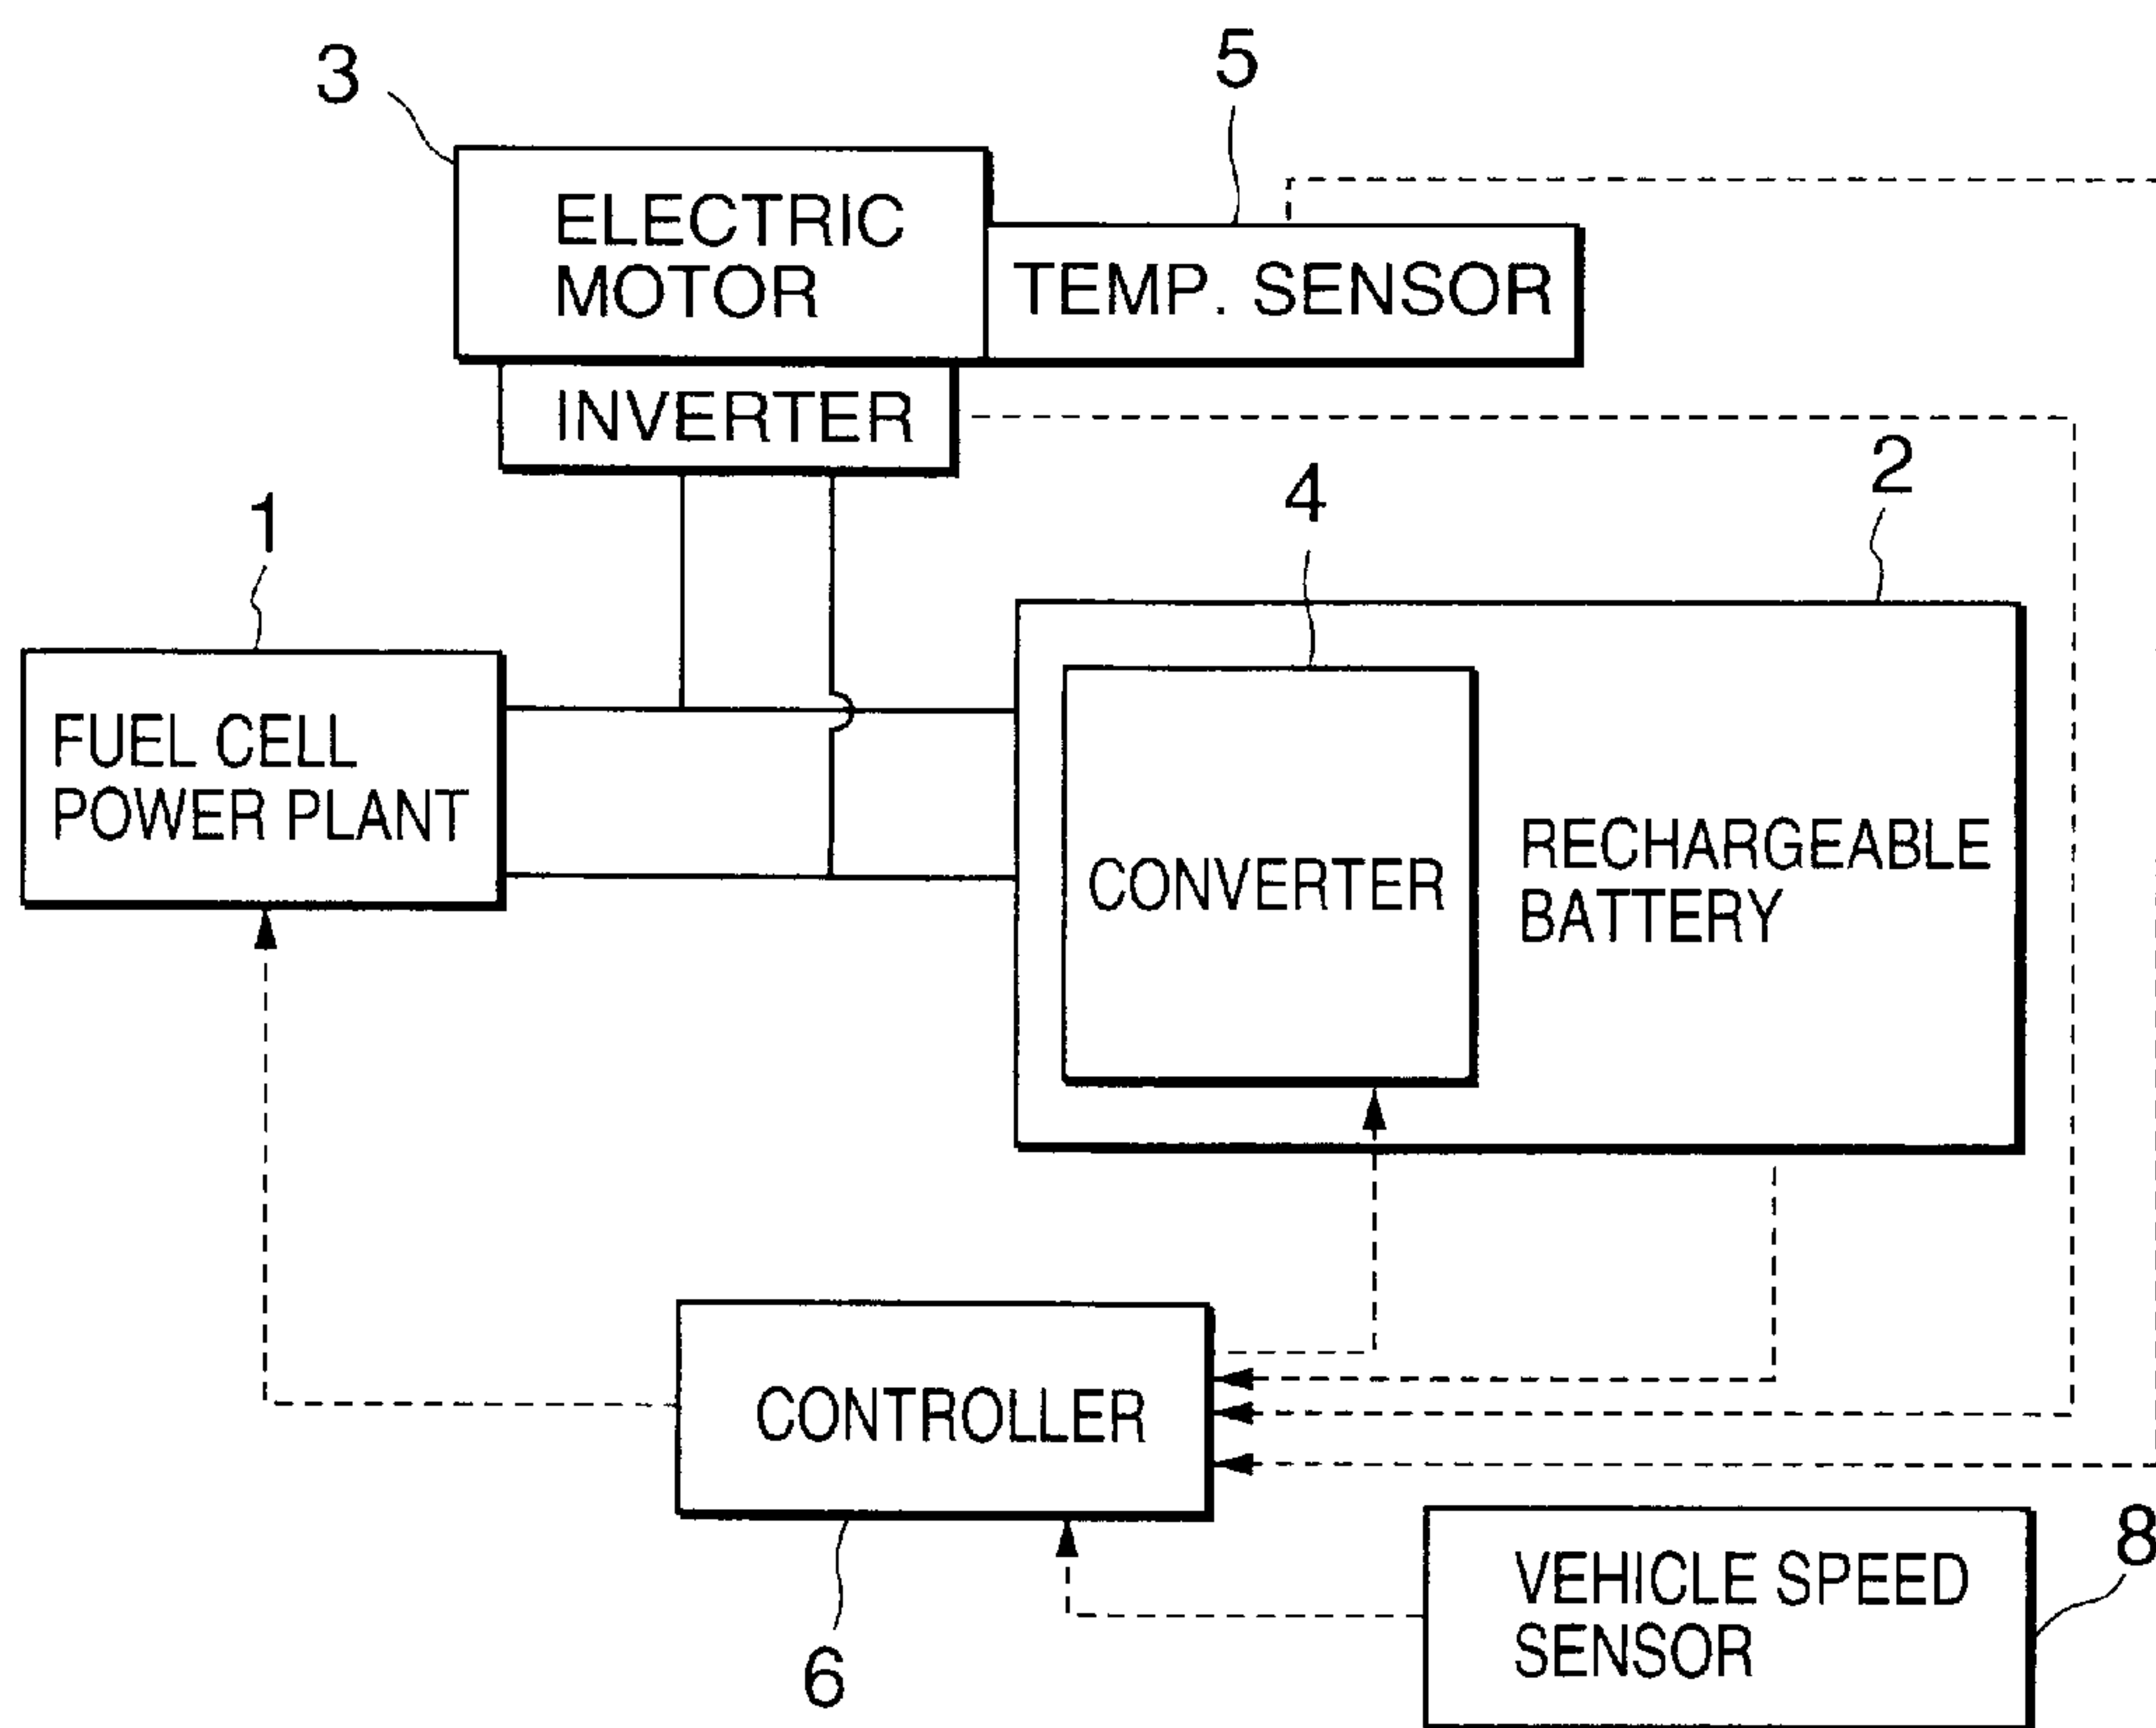 3
5
ELECTRIC
MOTOR
TEMP. SENSOR
INVERTER
2
4
1
FUEL CELL
POWER PLANT
CONVERTER
RECHARGEABLE
BATTERY
CONTROLLER
8
VEHICLE SPEED
SENSOR
6